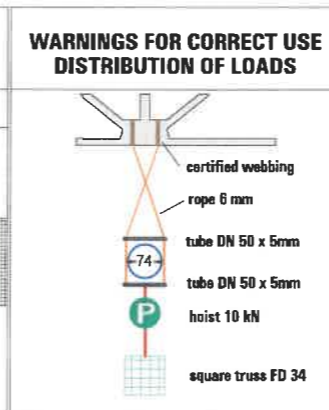 WARNINGS FOR CORRECT USE
DISTRIBUTION OF LOADS
certified webbing
rope 6 mm
tube DN 50 x 5mm
74
tube DN 50 x 5mm
P
hoist 10 kN
square truss FD 34